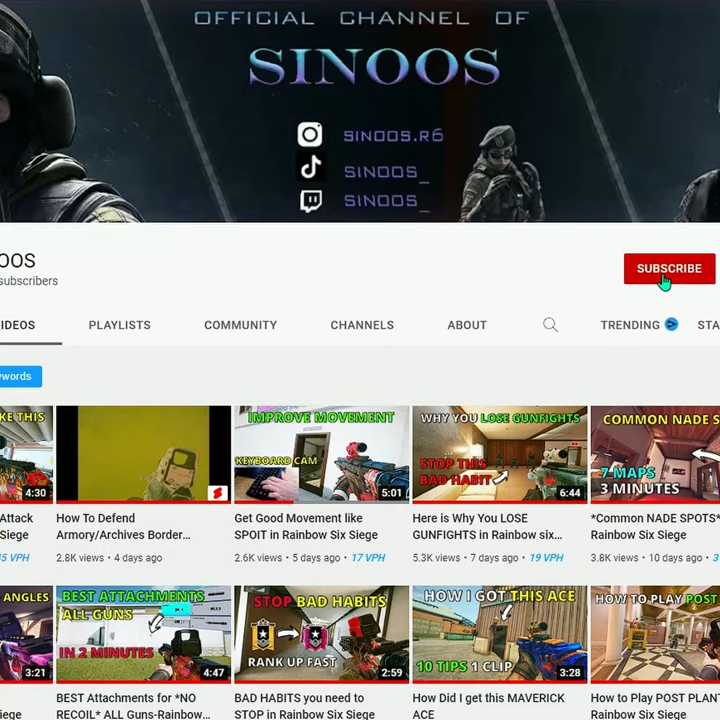 OFFICIAL CHANNEL OF
SINOOS
SINOOS.R6
SINOOS_
SINOOS_
OOS
subscribers
SUBSCRIBE
IDEOS PLAYLISTS COMMUNITY CHANNELS ABOUT TRENDING STA
words
KE THIS
4:30
IMPROVE MOVEMENT
KEYBOARD CAM
5:01
WHY YOU LOSE GUNFIGHTS
STOP THIS
BAD HABIT
6:44
COMMON NADE S
7 MAPS
3 MINUTES
Attack
Siege
45 VPH
How To Defend
Armory/Archives Border...
2.8K views • 4 days ago
Get Good Movement like
SPOIT in Rainbow Six Siege
2.6K views • 5 days ago • 17 VPH
Here is Why You LOSE
GUNFIGHTS in Rainbow six...
5.3K views • 7 days ago • 19 VPH
*Common NADE SPOTS*
Rainbow Six Siege
3.8K views • 10 days ago • 3
ANGLES
3:21
BEST ATTACHMENTS
ALL GUNS
IN 2 MINUTES
4:47
STOP BAD HABITS
RANK UP FAST
2:59
HOW I GOT THIS ACE
10 TIPS 1 CLIP
3:28
HOW TO PLAY POST
iege
BEST Attachments for *NO
RECOIL* ALL Guns-Rainbow...
BAD HABITS you need to
STOP in Rainbow Six Siege
How Did I get this MAVERICK
ACE
How to Play POST PLANT
Rainbow Six Siege